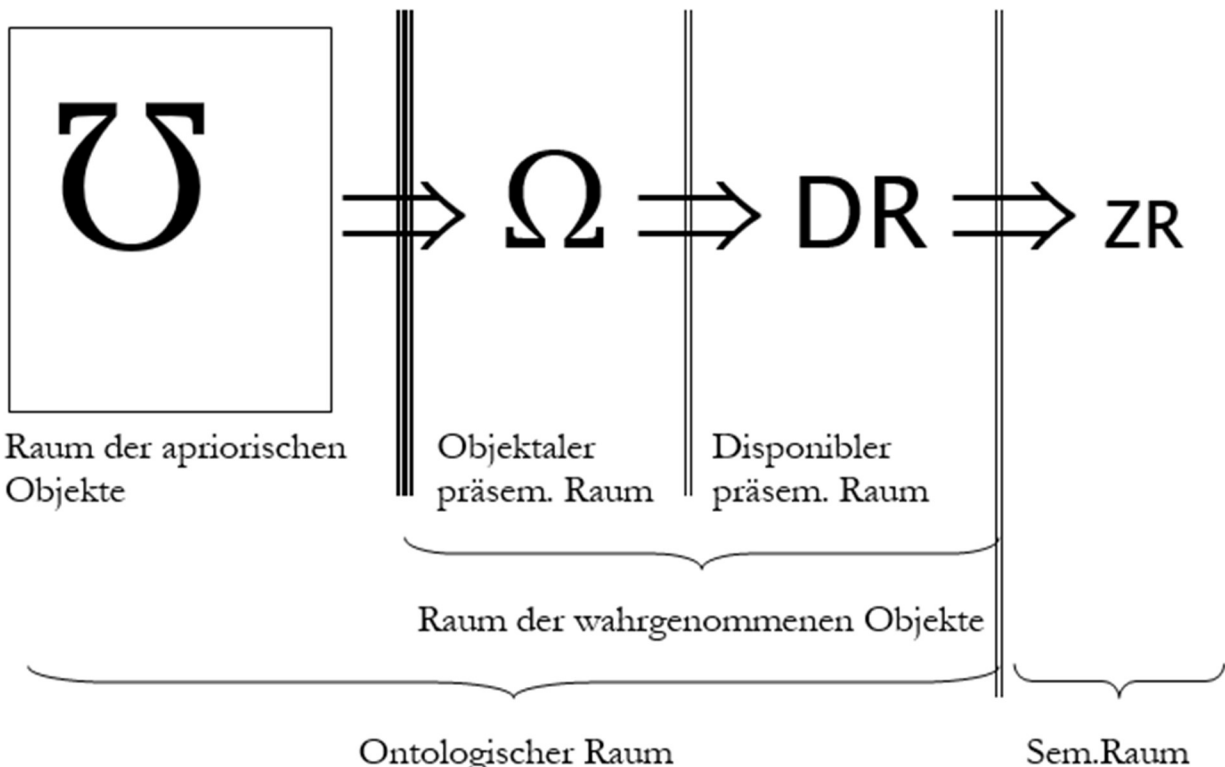 ℧ ⇒ Ω ⇒ DR ⇒ ZR
Raum der apriorischen
Objekte
Objektaler
präsem. Raum
Disponibler
präsem. Raum
Raum der wahrgenommenen Objekte
Ontologischer Raum
Sem.Raum